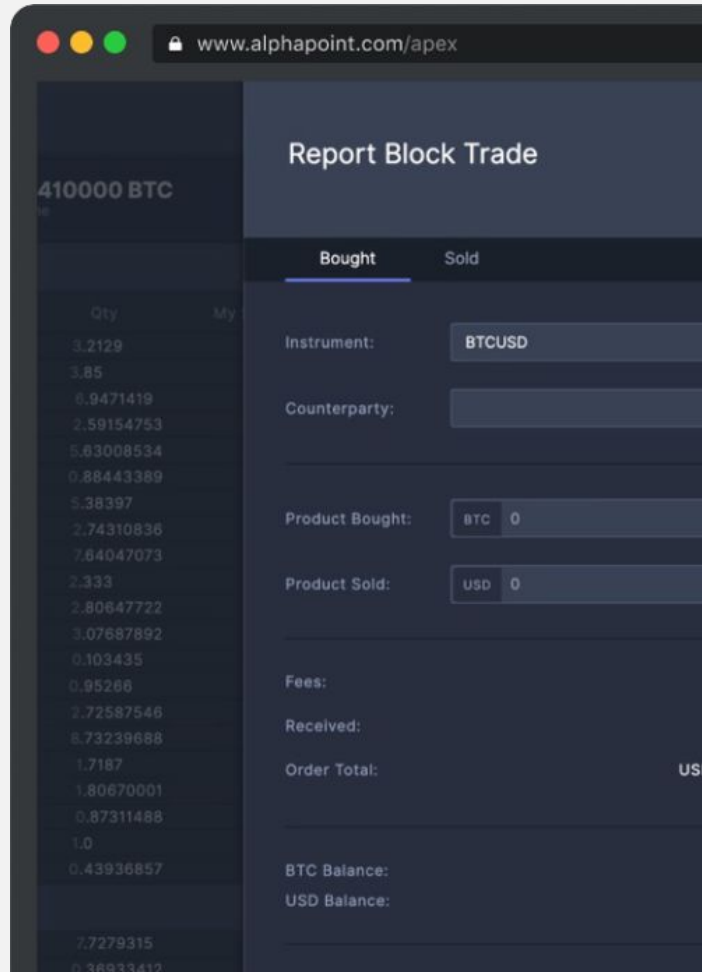 www.alphapoint.com/apex
410000 BTC
Report Block Trade
Bought Sold
Qty My
3.2129
3.85
6.9471419
2.59154753
5.63008534
0.88443389
5.38397
2.74310836
7.64047073
2.333
2.80647722
3.07687892
0.103435
0.95266
2.72587546
8.73239688
1.7187
1.80670001
0.87311488
1.0
0.43936857
7.7279315
0.36933412
Instrument: BTCUSD
Counterparty:
Product Bought: BTC 0
Product Sold: USD 0
Fees:
Received:
Order Total:
BTC Balance:
USD Balance: